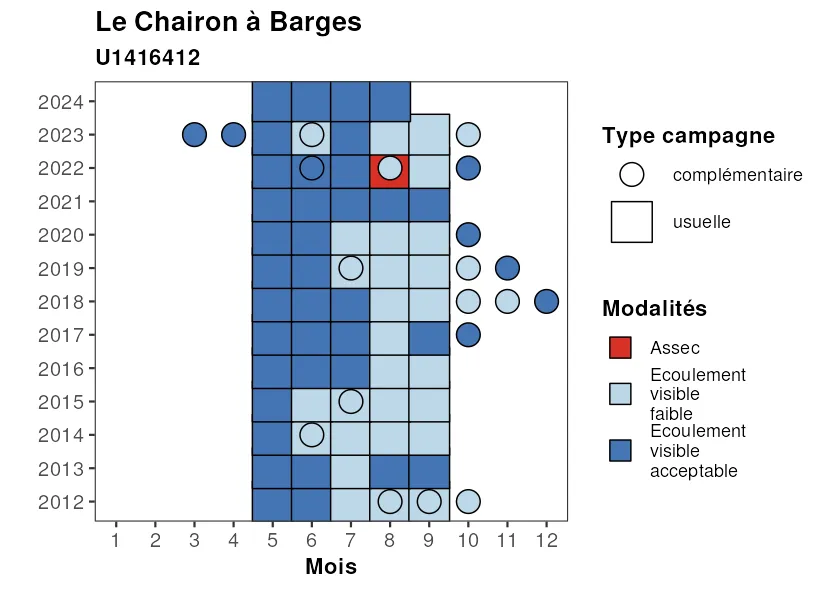 Le Chairon à Barges
U1416412
2024
2023
2022
2021
2020
2019
2018
2017
2016
2015
2014
2013
2012
1 2 3 4 5 6 7 8 9 10 11 12
Mois
Type campagne
complémentaire
usuelle
Modalités
Assec
Ecoulement
visible
faible
Ecoulement
visible
acceptable